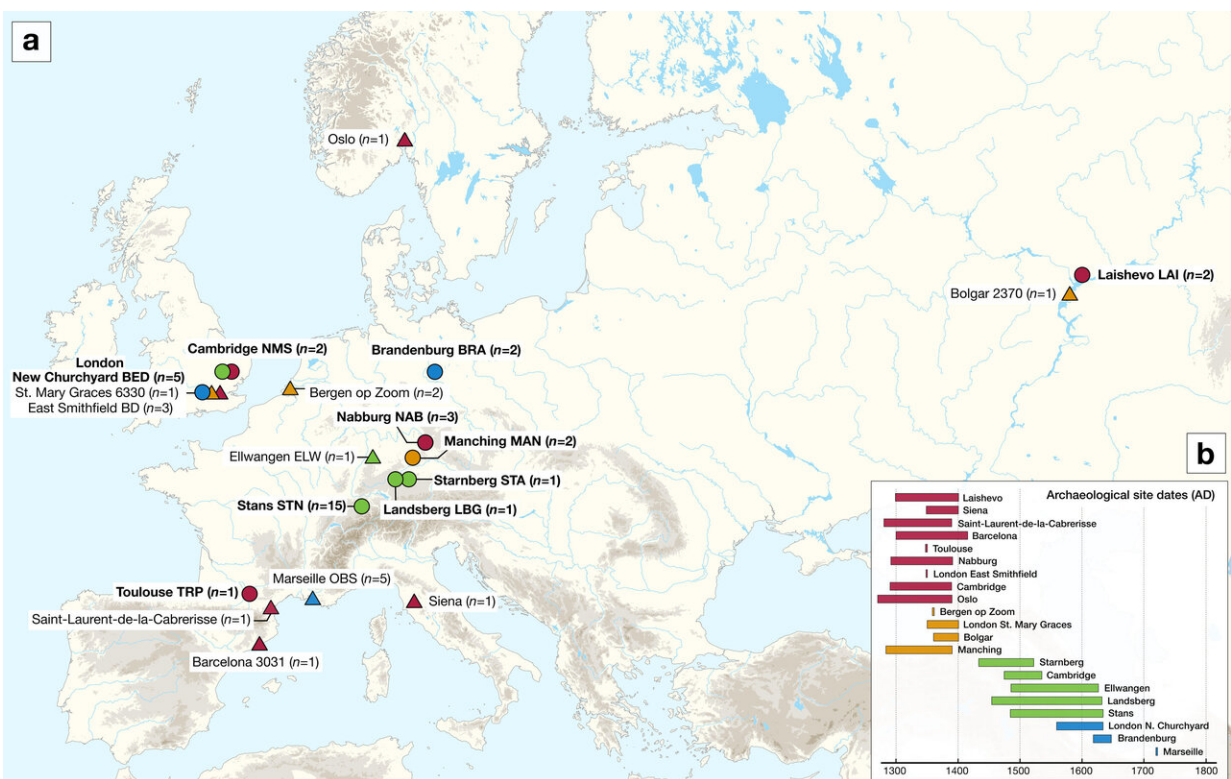 a
Oslo (n=1)
Laishevo LAI (n=2)
Bolgar 2370 (n=1)
Cambridge NMS (n=2)
Brandenburg BRA (n=2)
London
New Churchyard BED (n=5)
St. Mary Graces 6330 (n=1)
East Smithfield BD (n=3)
Bergen op Zoom (n=2)
Nabburg NAB (n=3)
Manching MAN (n=2)
Ellwangen ELW (n=1)
Starnberg STA (n=1)
Stans STN (n=15)
Landsberg LBG (n=1)
Marseille OBS (n=5)
Toulouse TRP (n=1)
Siena (n=1)
Saint-Laurent-de-la-Cabrerisse (n=1)
Barcelona 3031 (n=1)
b
Archaeological site dates (AD)
Laishevo
Siena
Saint-Laurent-de-la-Cabrerisse
Barcelona
Toulouse
Nabburg
London East Smithfield
Cambridge
Oslo
Bergen op Zoom
London St. Mary Graces
Bolgar
Manching
Starnberg
Cambridge
Ellwangen
Landsberg
Stans
London N. Churchyard
Brandenburg
Marseille
1300 1400 1500 1600 1700 1800